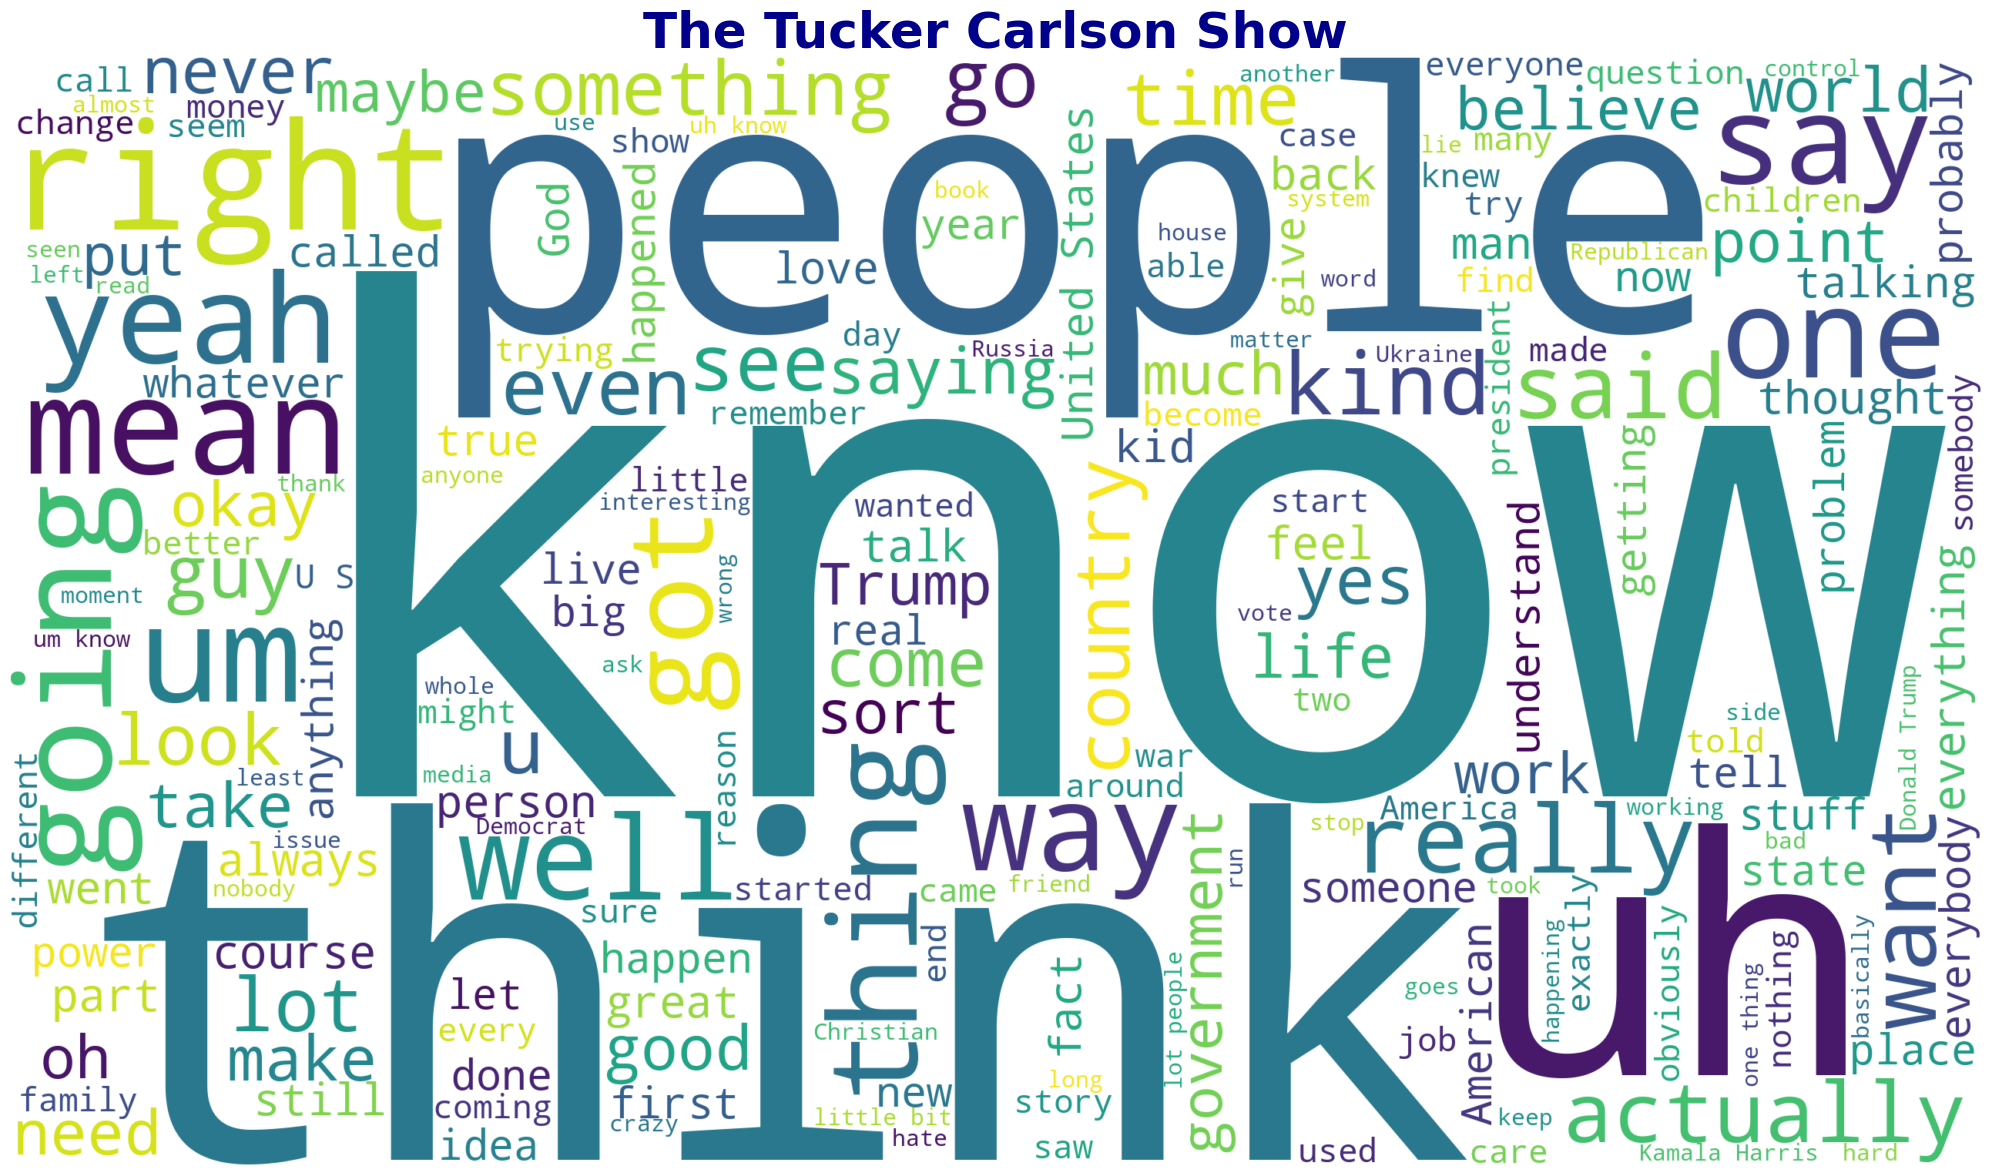 The Tucker Carlson Show
call
never
almost
money
change
seem
maybe
something
go
use
show
uh know
time
another
everyone
question
control
believe
world
case
lie
many
say
probably
right
people
back
knew
try
children
God
happened
book
year
system
United States
house
able
give
word
man
Republican
point
find
now
talking
seen
put
called
left
read
love
yeah
trying
day
Russia
matter
Ukraine
president
made
one
whatever
even
see
saying
much
kind
said
thought
remember
become
mean
true
kid
somebody
problem
getting
thank
anyone
little
interesting
know
wanted
start
country
going
okay
better
got
talk
feel
understand
guy
U S
live
Trump
yes
moment
big
wrong
vote
um know
um
real
life
everything
anything
ask
come
whole
might
sort
two
side
look
u
told
Donald Trump
war
least
media
reason
around
work
tell
different
take
person
thing
way
America
working
stuff
Democrat
well
government
stop
really
bad
issue
always
want
went
nobody
started
came
friend
run
someone
took
state
everybody
sure
think
uh
power
course
happen
end
fact
lot people
American
happening
exactly
obviously
nothing
basically
part
let
great
goes
lot
every
Christian
job
one thing
oh
make
good
place
done
long
family
still
coming
first
new
story
keep
actually
need
crazy
little bit
idea
hate
saw
used
care
Kamala Harris
hard